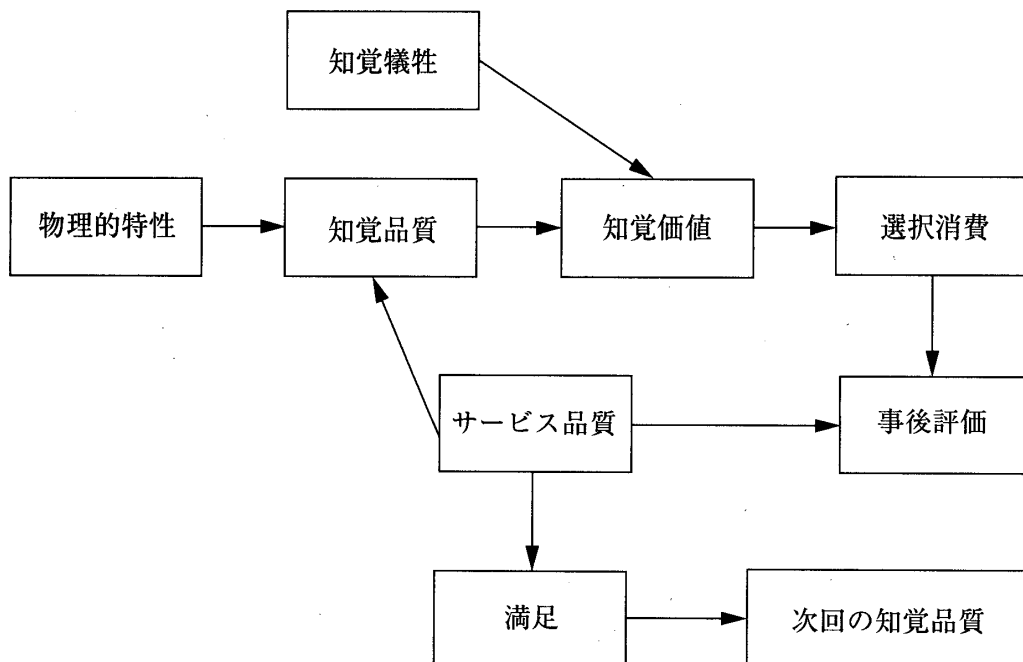 知覚犠牲
物理的特性
知覚品質
知覚価値
選択消費
サービス品質
事後評価
満足
次回の知覚品質